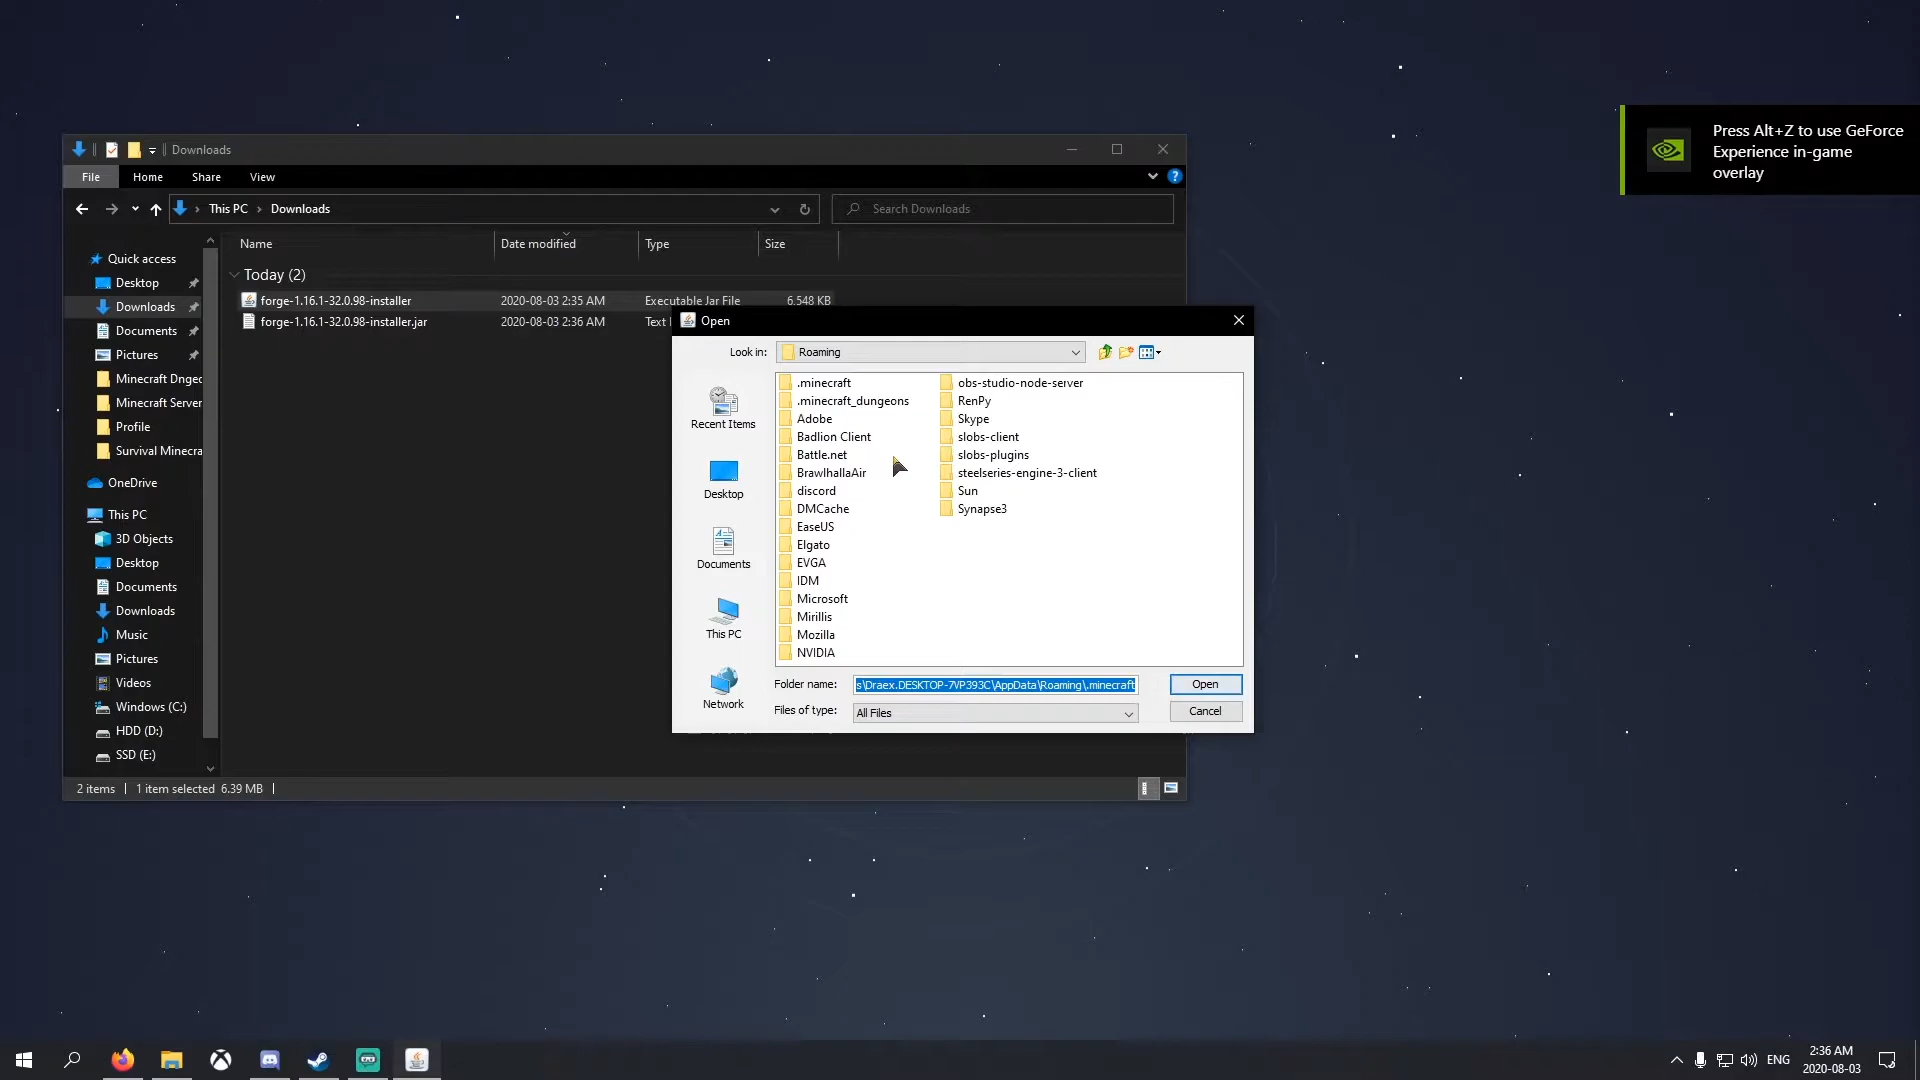 Press Alt+Z to use GeForce
Experience in-game
overlay
Downloads
File
Home
Share
View
This PC
Downloads
Search Downloads
Name
Date modified
Type
Size
Today (2)
forge-1.16.1-32.0.98-installer 2020-08-03 2:35 AM Executable Jar File 6,548 KB
forge-1.16.1-32.0.98-installer.jar 2020-08-03 2:36 AM Text
Quick access
Desktop
Downloads
Documents
Pictures
Minecraft Dngec
Minecraft Server
Profile
Survival Minecra
OneDrive
This PC
3D Objects
Desktop
Documents
Downloads
Music
Pictures
Videos
Windows (C:)
HDD (D:)
SSD (E:)
2 items
1 item selected 6.39 MB
Open
Look in:
Roaming
Recent Items
Desktop
Documents
This PC
Network
.minecraft
.minecraft_dungeons
Adobe
Badlion Client
Battle.net
BrawlhallaAir
discord
DMCache
EaseUS
Elgato
EVGA
IDM
Microsoft
Mirillis
Mozilla
NVIDIA
obs-studio-node-server
RenPy
Skype
slobs-client
slobs-plugins
steelseries-engine-3-client
Sun
Synapse3
Folder name:
s\Draex.DESKTOP-7VP393C\AppData\Roaming\.minecraft
Open
Files of type:
All Files
Cancel
ENG
2:36 AM
2020-08-03